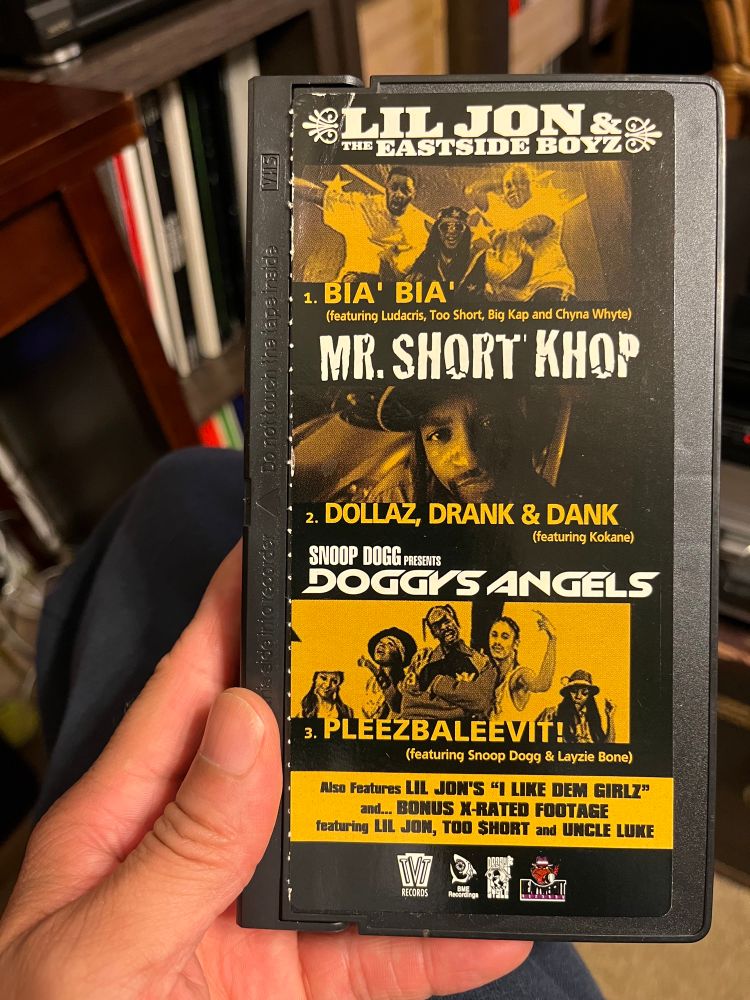 LIL JON &
THE EASTSIDE BOYZ
1. BIA' BIA'
(featuring Ludacris, Too Short, Big Kap and Chyna Whyte)
MR. SHORT KHOP
2. DOLLAZ, DRANK & DANK
(featuring Kokane)
SNOOP DOGG PRESENTS
DOGGY'S ANGELS
3. PLEEZBALEEVIT!
(featuring Snoop Dogg & Layzie Bone)
Also Features LIL JON'S “I LIKE DEM GIRLZ”
and... BONUS X-RATED FOOTAGE
featuring LIL JON, TOO $HORT and UNCLE LUKE
TVT
RECORDS
BME
Recordings
VHS
Do not touch the tape inside
side into recorder